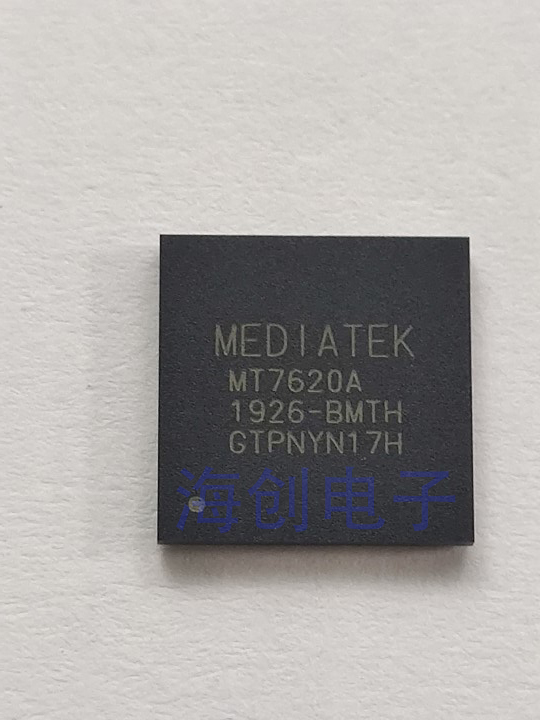 MEDIATEK
MT7620A
1926-BMTH
GTPNYN17H
海创电子